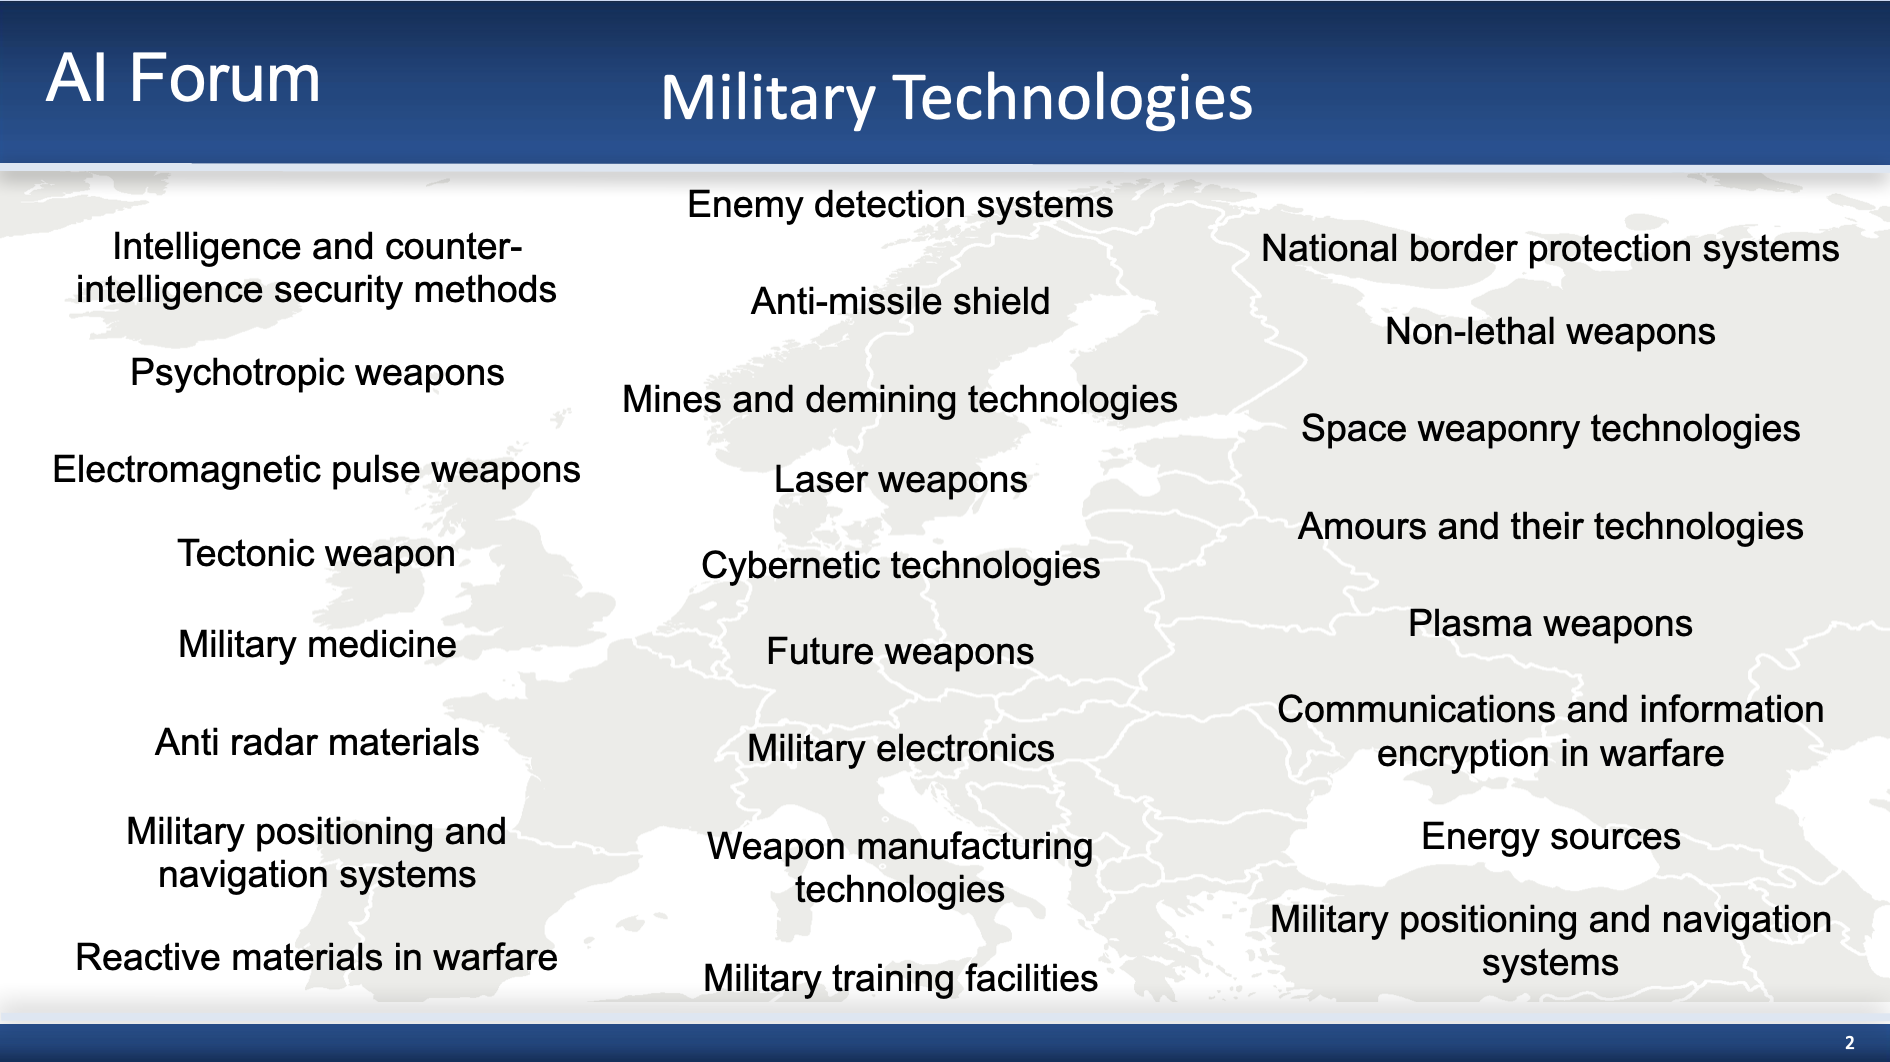 AI Forum
Military Technologies
Intelligence and counter-
intelligence security methods
Psychotropic weapons
Electromagnetic pulse weapons
Tectonic weapon
Military medicine
Anti radar materials
Military positioning and
navigation systems
Reactive materials in warfare
Enemy detection systems
Anti-missile shield
Mines and demining technologies
Laser weapons
Cybernetic technologies
Future weapons
Military electronics
Weapon manufacturing
technologies
Military training facilities
National border protection systems
Non-lethal weapons
Space weaponry technologies
Amours and their technologies
Plasma weapons
Communications and information
encryption in warfare
Energy sources
Military positioning and navigation
systems
2